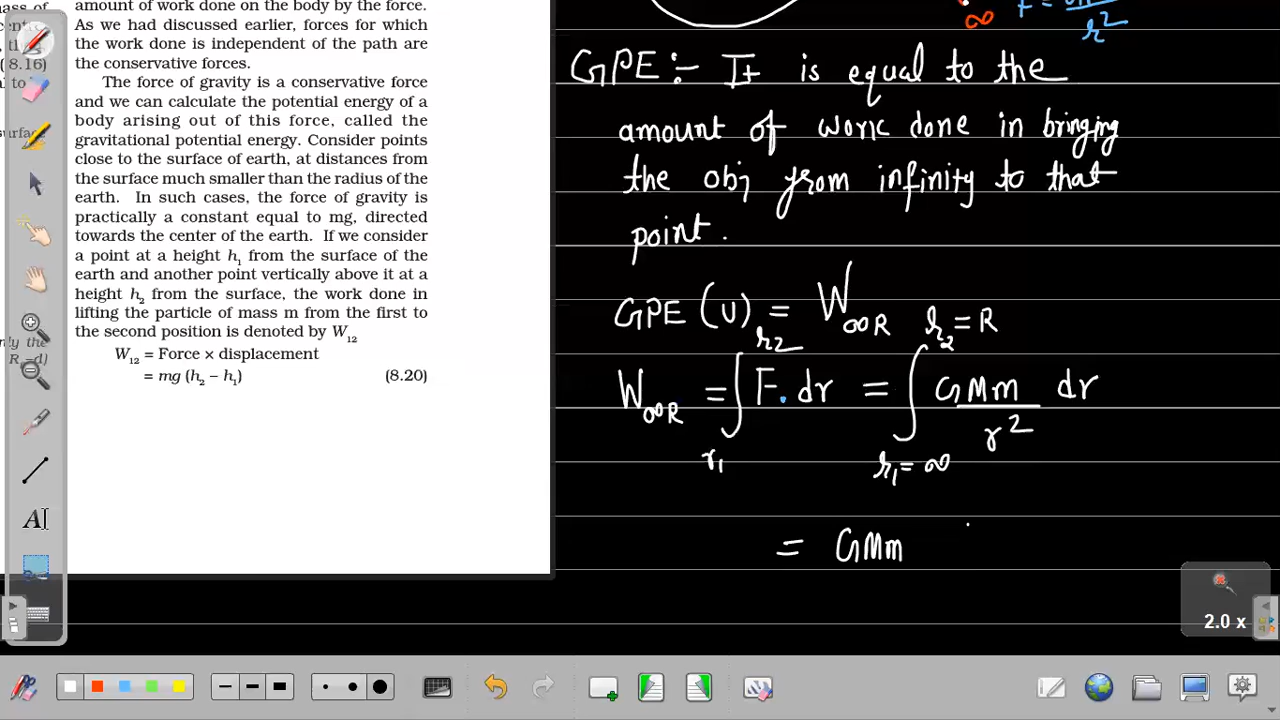 amount of work done on the body by the force.
As we had discussed earlier, forces for which
the work done is independent of the path are
the conservative forces.
The force of gravity is a conservative force
and we can calculate the potential energy of a
body arising out of this force, called the
gravitational potential energy. Consider points
close to the surface of earth, at distances from
the surface much smaller than the radius of the
earth. In such cases, the force of gravity is
practically a constant equal to mg, directed
towards the center of the earth. If we consider
a point at a height h₁ from the surface of the
earth and another point vertically above it at a
height h₂ from the surface, the work done in
lifting the particle of mass m from the first to
the second position is denoted by W₁₂
W₁₂ = Force × displacement
= mg (h₂ − h₁) (8.20)
(8.16)
R–d)
∞
r²
GPE :- It is equal to the
amount of work done in bringing
the obj from infinity to that
point.
GPE (U) = W∞R
W∞R = ∫ r₁ r2 F. dr = ∫ r₁=∞ r₂=R GMm/r² dr
= GMm
2.0 x